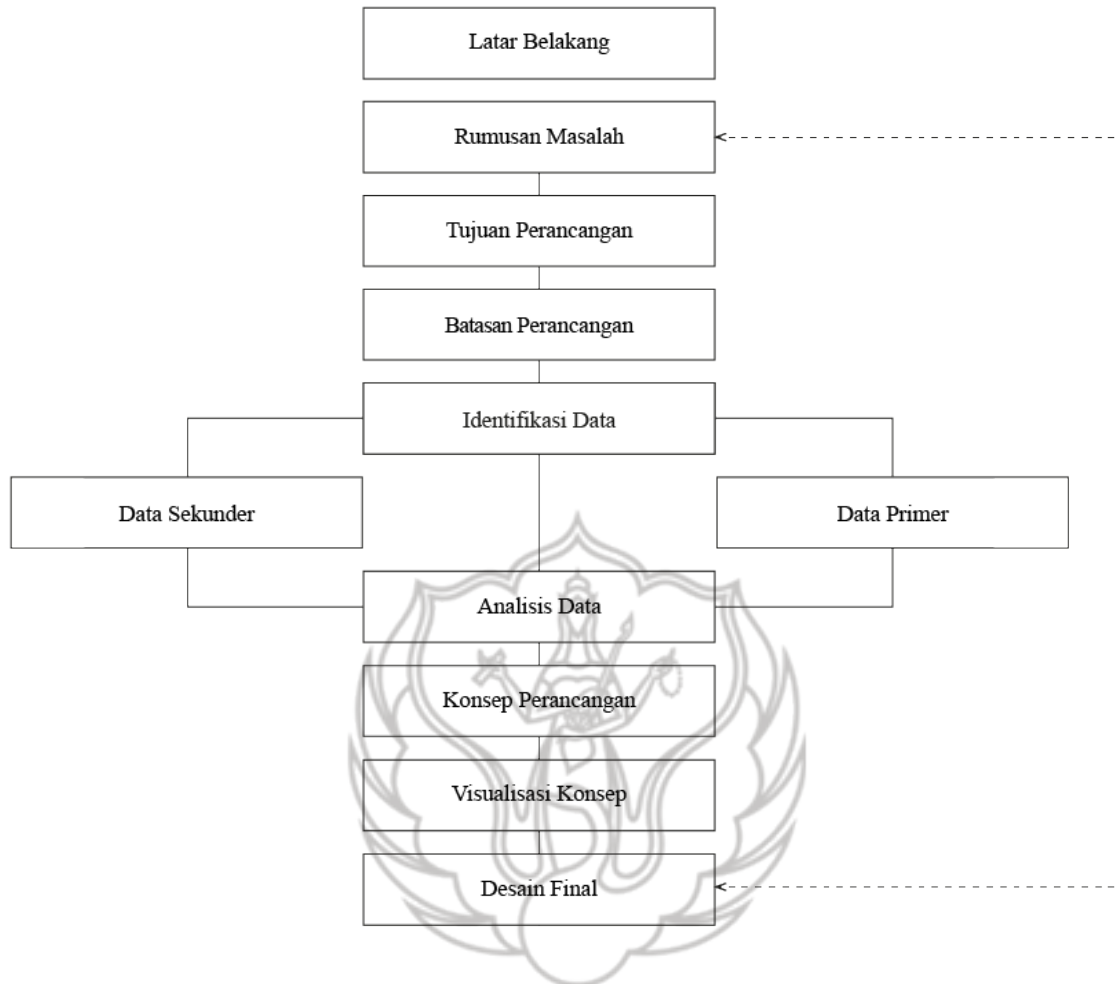 Latar Belakang
Rumusan Masalah
Tujuan Perancangan
Batasan Perancangan
Identifikasi Data
Data Sekunder
Data Primer
Analisis Data
Konsep Perancangan
Visualisasi Konsep
Desain Final